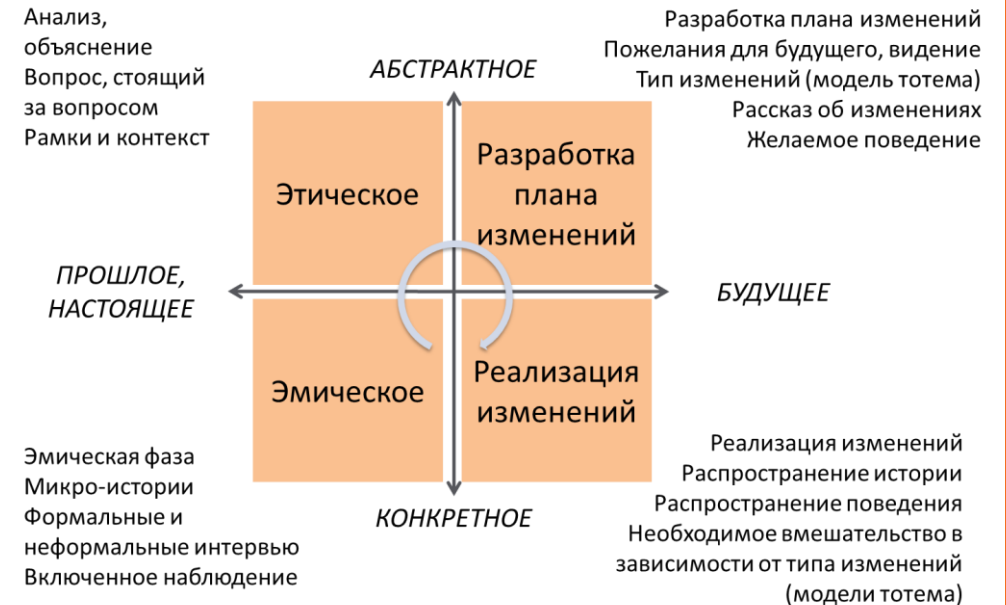 Анализ,
объяснение
Вопрос, стоящий
за вопросом
Рамки и контекст
АБСТРАКТНОЕ
Разработка плана изменений
Пожелания для будущего, видение
Тип изменений (модель тотема)
Рассказ об изменениях
Желаемое поведение
Этическое
Разработка
плана
изменений
ПРОШЛОЕ,
НАСТОЯЩЕЕ
БУДУЩЕЕ
Эмическое
Реализация
изменений
Эмическая фаза
Микро-истории
Формальные и
неформальные интервью
Включенное наблюдение
КОНКРЕТНОЕ
Реализация изменений
Распространение истории
Распространение поведения
Необходимое вмешательство в
зависимости от типа изменений
(модели тотема)